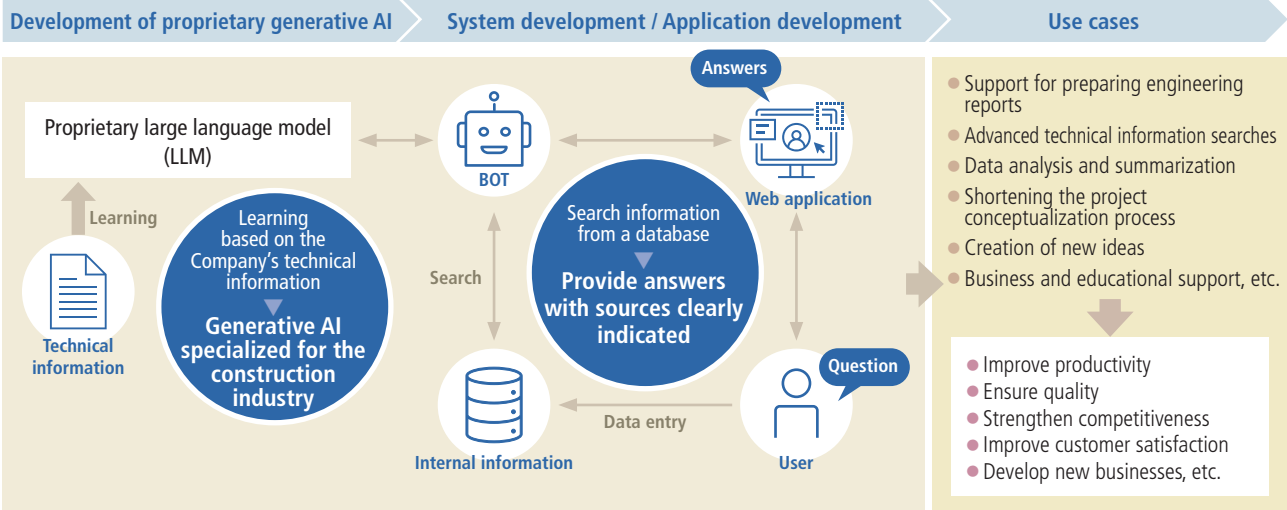 Development of proprietary generative AI
System development / Application development
Use cases
Proprietary large language model
(LLM)
Learning
Technical
information
Learning
based on the
Company's technical
information
Generative AI
specialized for the
construction
industry
BOT
Search
Internal information
Search information
from a database
Provide answers
with sources clearly
indicated
Answers
Web application
Question
User
Data entry
Support for preparing engineering
reports
Advanced technical information searches
Data analysis and summarization
Shortening the project
conceptualization process
Creation of new ideas
Business and educational support, etc.
Improve productivity
Ensure quality
Strengthen competitiveness
Improve customer satisfaction
Develop new businesses, etc.